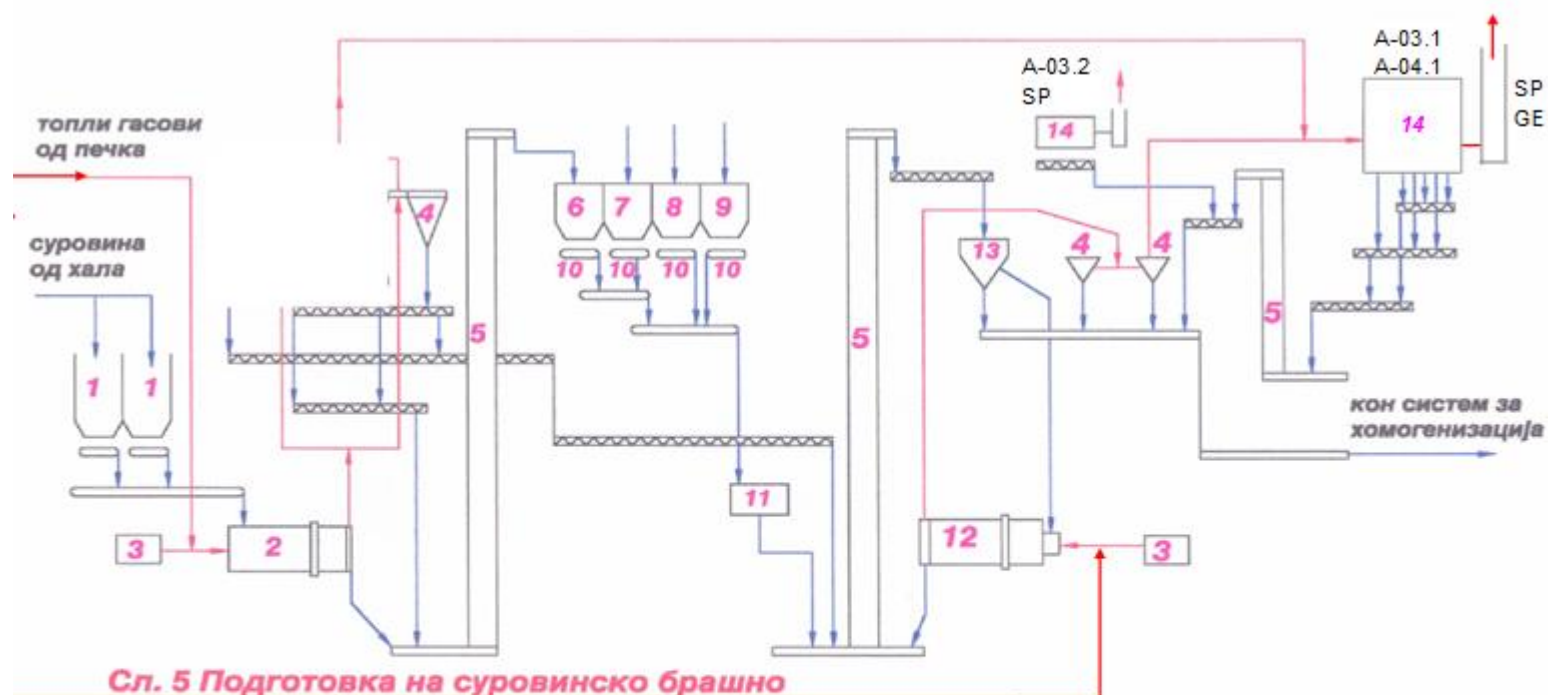 A-03.1
A-04.1
A-03.2
SP
SP
GE
14
14
топли гасови
од печка
суровина
од хала
4
6
7
8
9
10
10
10
10
13
4
4
5
5
5
1
1
кон систем за
хомогенизација
11
3
2
12
3
Сл. 5 Подготовка на суровинско брашно